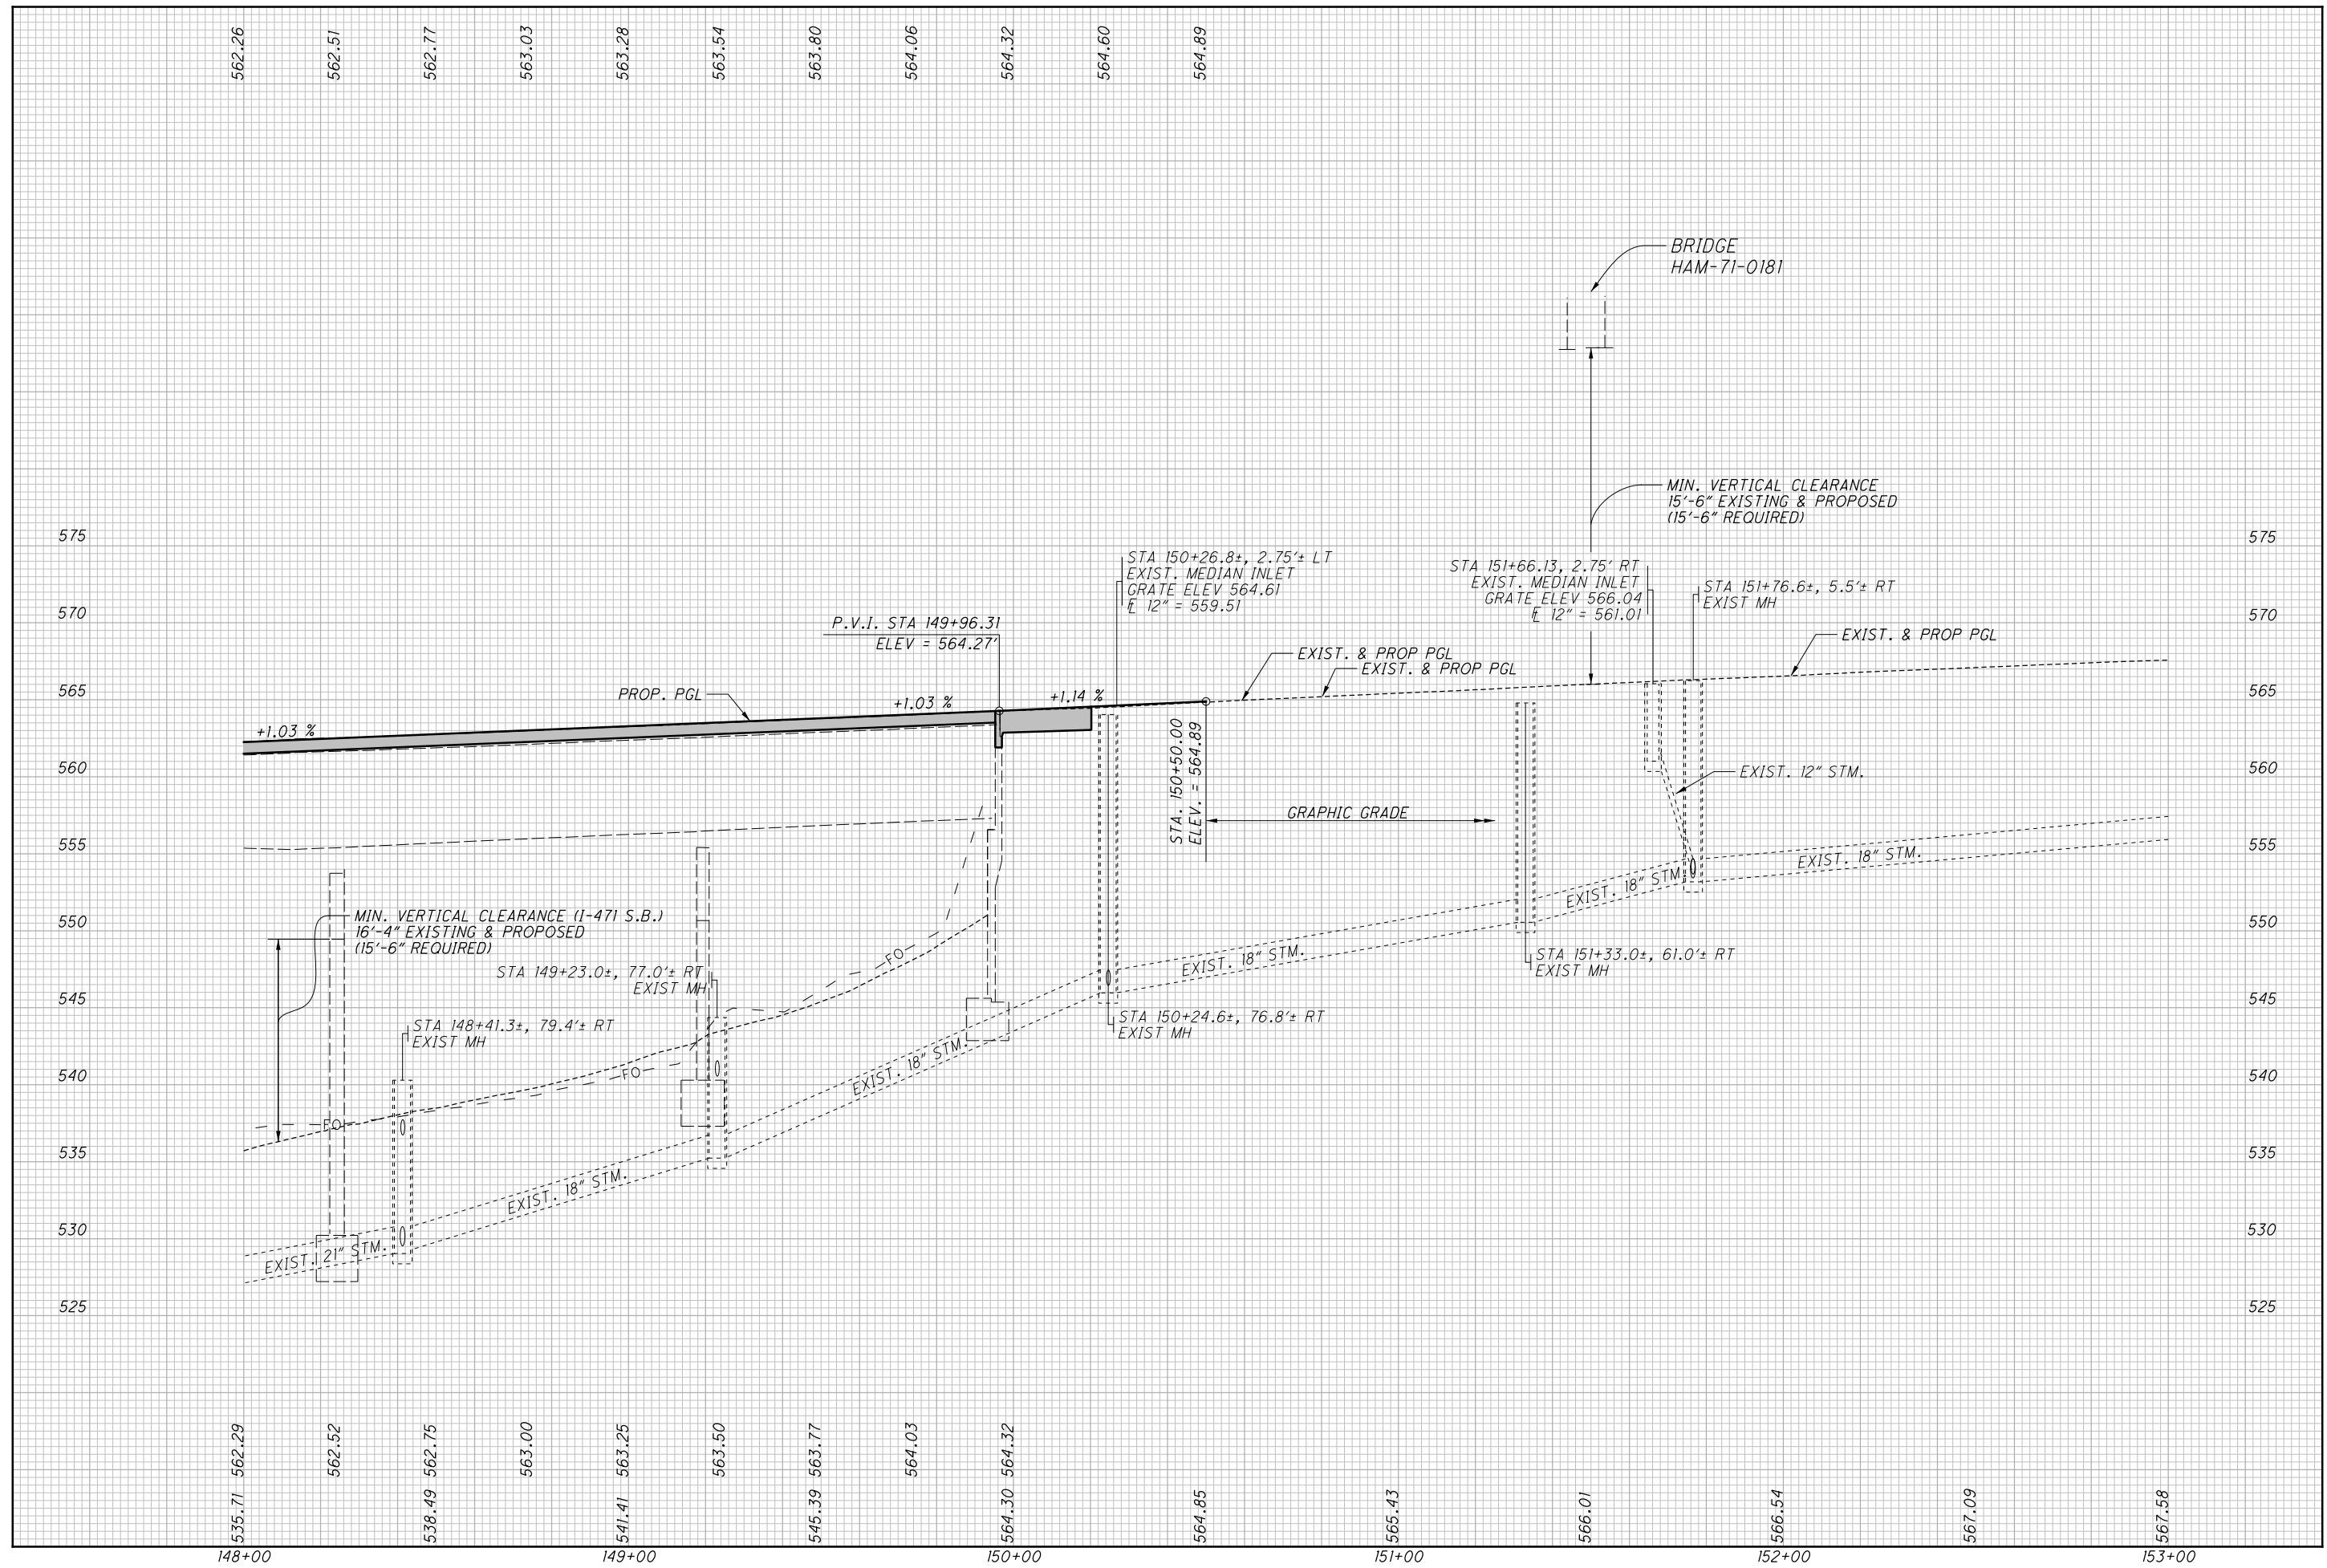 562.26
562.51
562.77
563.03
563.28
563.54
563.80
564.06
564.32
564.60
564.89
BRIDGE
HAM-71-0181
MIN. VERTICAL CLEARANCE
15'-6" EXISTING & PROPOSED
(15'-6" REQUIRED)
575
575
STA 150+26.8±, 2.75'± LT
EXIST. MEDIAN INLET
GRATE ELEV 564.61
℄ 12" = 559.51
STA 151+66.13, 2.75' RT
EXIST. MEDIAN INLET
GRATE ELEV 566.04
℄ 12" = 561.01
STA 151+76.6±, 5.5'± RT
EXIST MH
570
570
P.V.I. STA 149+96.31
ELEV = 564.27'
EXIST. & PROP PGL
EXIST. & PROP PGL
EXIST. & PROP PGL
565
565
PROP. PGL
+1.03 %
+1.03 %
+1.14 %
STA. 150+50.00
ELEV. = 564.89
560
560
EXIST. 12" STM.
GRAPHIC GRADE
555
555
EXIST. 18" STM.
EXIST. 18" STM.
550
550
MIN. VERTICAL CLEARANCE (I-471 S.B.)
16'-4" EXISTING & PROPOSED
(15'-6" REQUIRED)
FO
EXIST. 18" STM.
STA 151+33.0±, 61.0'± RT
EXIST MH
STA 149+23.0±, 77.0'± RT
EXIST MH
545
545
STA 148+41.3±, 79.4'± RT
EXIST MH
STA 150+24.6±, 76.8'± RT
EXIST MH
540
540
FO
EXIST. 18" STM.
FO
535
535
EXIST. 18" STM.
530
530
EXIST. 21" STM.
525
525
562.29
562.52
562.75
563.00
563.25
563.50
563.77
564.03
564.32
535.71
538.49
541.41
545.39
564.30
564.85
565.43
566.01
566.54
567.09
567.58
148+00
149+00
150+00
151+00
152+00
153+00